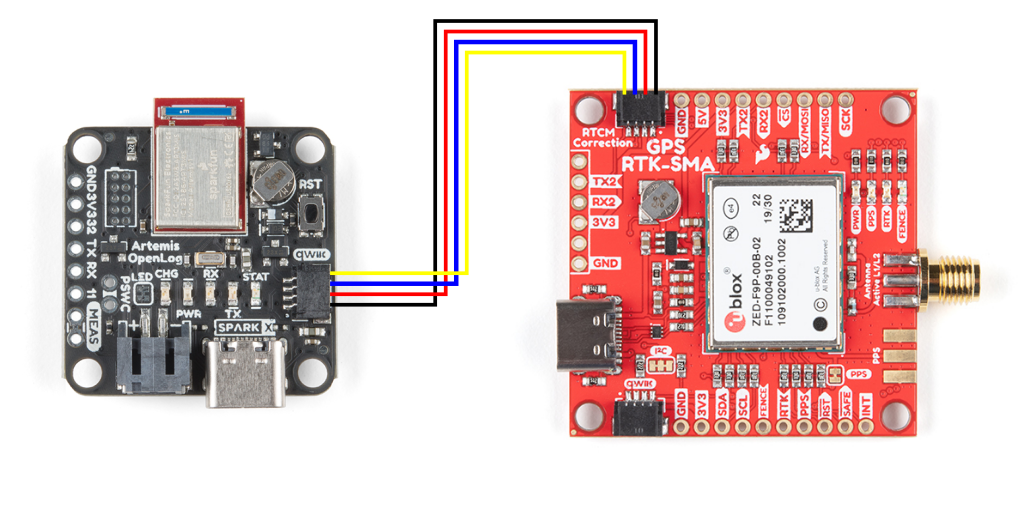 GND
3V3
32
TX
RX
11
MEAS
sparkfun
RST
Artemis
OpenLog
qwiic
LED
CHG
RX
STAT
PSWC
PWR
TX
SPARK X
+
-
RTCM
Correction
GPS
RTK-SMA
GND
5V
3V3
TX2
RX2
CS
RX/MOSI
TX/MISO
SCK
TX2
RX2
3V3
GND
PWR
PPS
RTK
FENCE
e4
22
19/30
ublox
®
ZED-F9P-00B-02
F1100049102
109102000.1002
u-blox AG
All Rights Reserved
©
Antenna
Active L1/L2
PPS
I²C
PPS
qwiic
GND
3V3
SDA
SCL
FENCE
RTK
PPS
RST
SAFE
INT